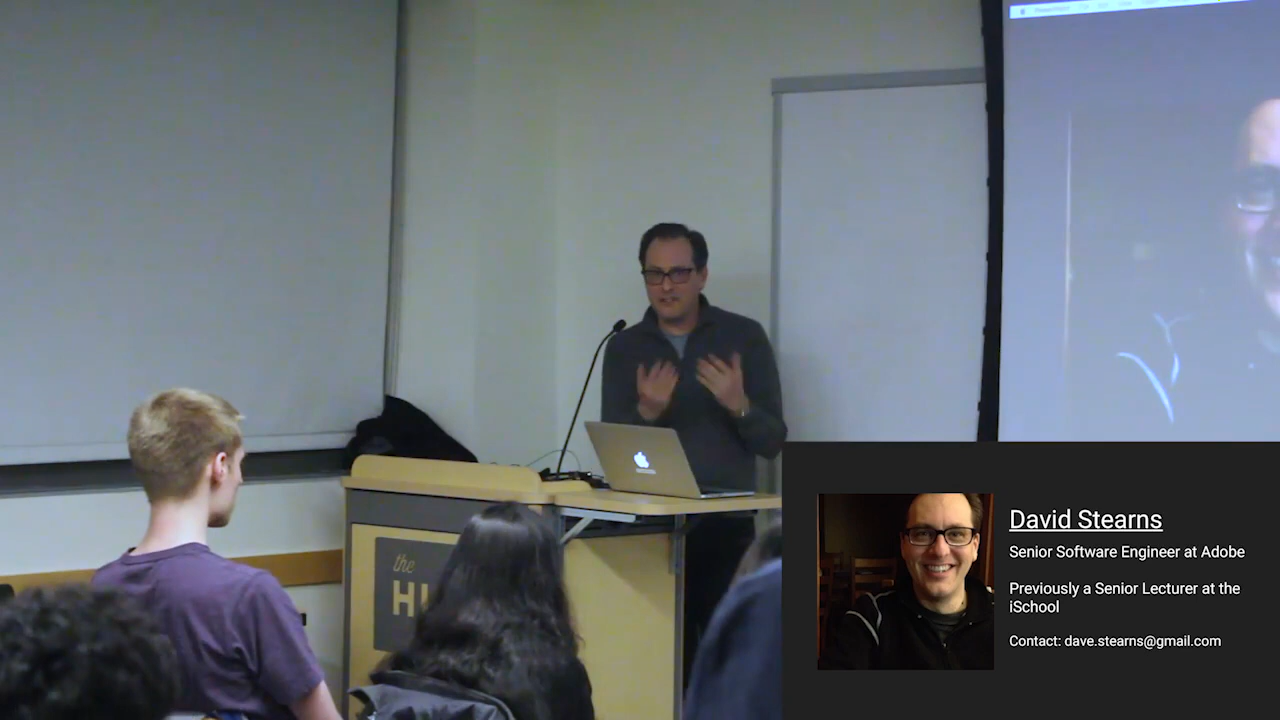 PowerPoint
the
David Stearns
Senior Software Engineer at Adobe
Previously a Senior Lecturer at the
iSchool
Contact: dave.stearns@gmail.com